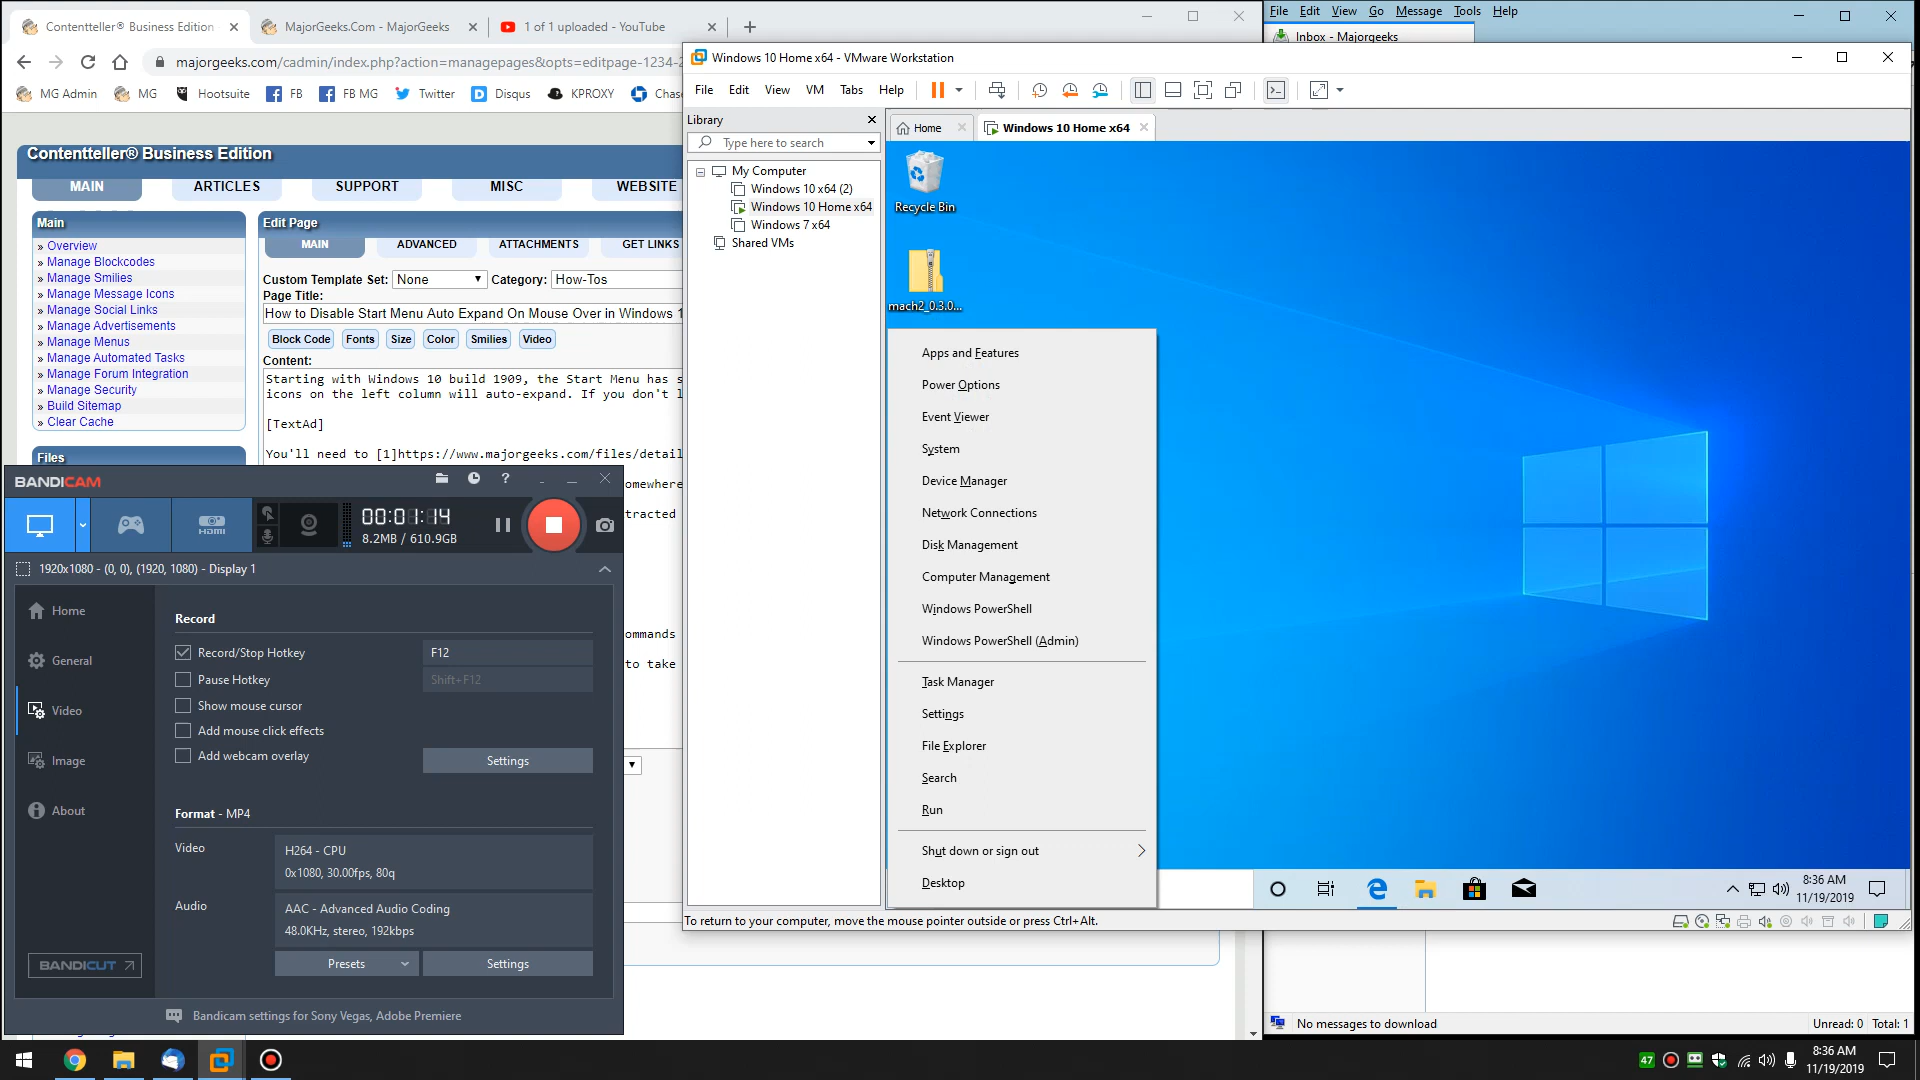 Contentteller® Business Edition
MajorGeeks.Com - MajorGeeks
1 of 1 uploaded - YouTube
majorgeeks.com/cadmin/index.php?action=managepages&opts=editpage-1234-2
MG Admin
MG
Hootsuite
FB
FB MG
Twitter
Disqus
KPROXY
Chas
File Edit View Go Message Tools Help
Inbox - Majorgeeks
Contentteller® Business Edition
MAIN
ARTICLES
SUPPORT
MISC
WEBSITE
Main
» Overview
» Manage Blockcodes
» Manage Smilies
» Manage Message Icons
» Manage Social Links
» Manage Advertisements
» Manage Menus
» Manage Automated Tasks
» Manage Forum Integration
» Manage Security
» Build Sitemap
» Clear Cache
Files
Edit Page
MAIN
ADVANCED
ATTACHMENTS
GET LINKS
Custom Template Set: None Category: How-Tos
Page Title:
How to Disable Start Menu Auto Expand On Mouse Over in Windows 1
Block Code Fonts Size Color Smilies Video
Content:
Starting with Windows 10 build 1909, the Start Menu has s
icons on the left column will auto-expand. If you don't l
[TextAd]
You'll need to [1]https://www.majorgeeks.com/files/detail
omewhere
tracted
ommands
to take
BANDICAM
?
HDMI
00:01:14
8.2MB / 610.9GB
1920x1080 - (0, 0), (1920, 1080) - Display 1
Home
General
Video
Image
About
BANDICUT
Record
Record/Stop Hotkey
F12
Pause Hotkey
Shift+F12
Show mouse cursor
Add mouse click effects
Add webcam overlay
Settings
Format - MP4
Video
H264 - CPU
0x1080, 30.00fps, 80q
Audio
AAC - Advanced Audio Coding
48.0KHz, stereo, 192kbps
Presets
Settings
Bandicam settings for Sony Vegas, Adobe Premiere
Windows 10 Home x64 - VMware Workstation
File Edit View VM Tabs Help
Library
Type here to search
My Computer
Windows 10 x64 (2)
Windows 10 Home x64
Windows 7 x64
Shared VMs
Home
Windows 10 Home x64
Recycle Bin
mach2_0.3.0...
Apps and Features
Power Options
Event Viewer
System
Device Manager
Network Connections
Disk Management
Computer Management
Windows PowerShell
Windows PowerShell (Admin)
Task Manager
Settings
File Explorer
Search
Run
Shut down or sign out
Desktop
8:36 AM
11/19/2019
To return to your computer, move the mouse pointer outside or press Ctrl+Alt.
No messages to download
Unread: 0 Total: 1
47
8:36 AM
11/19/2019